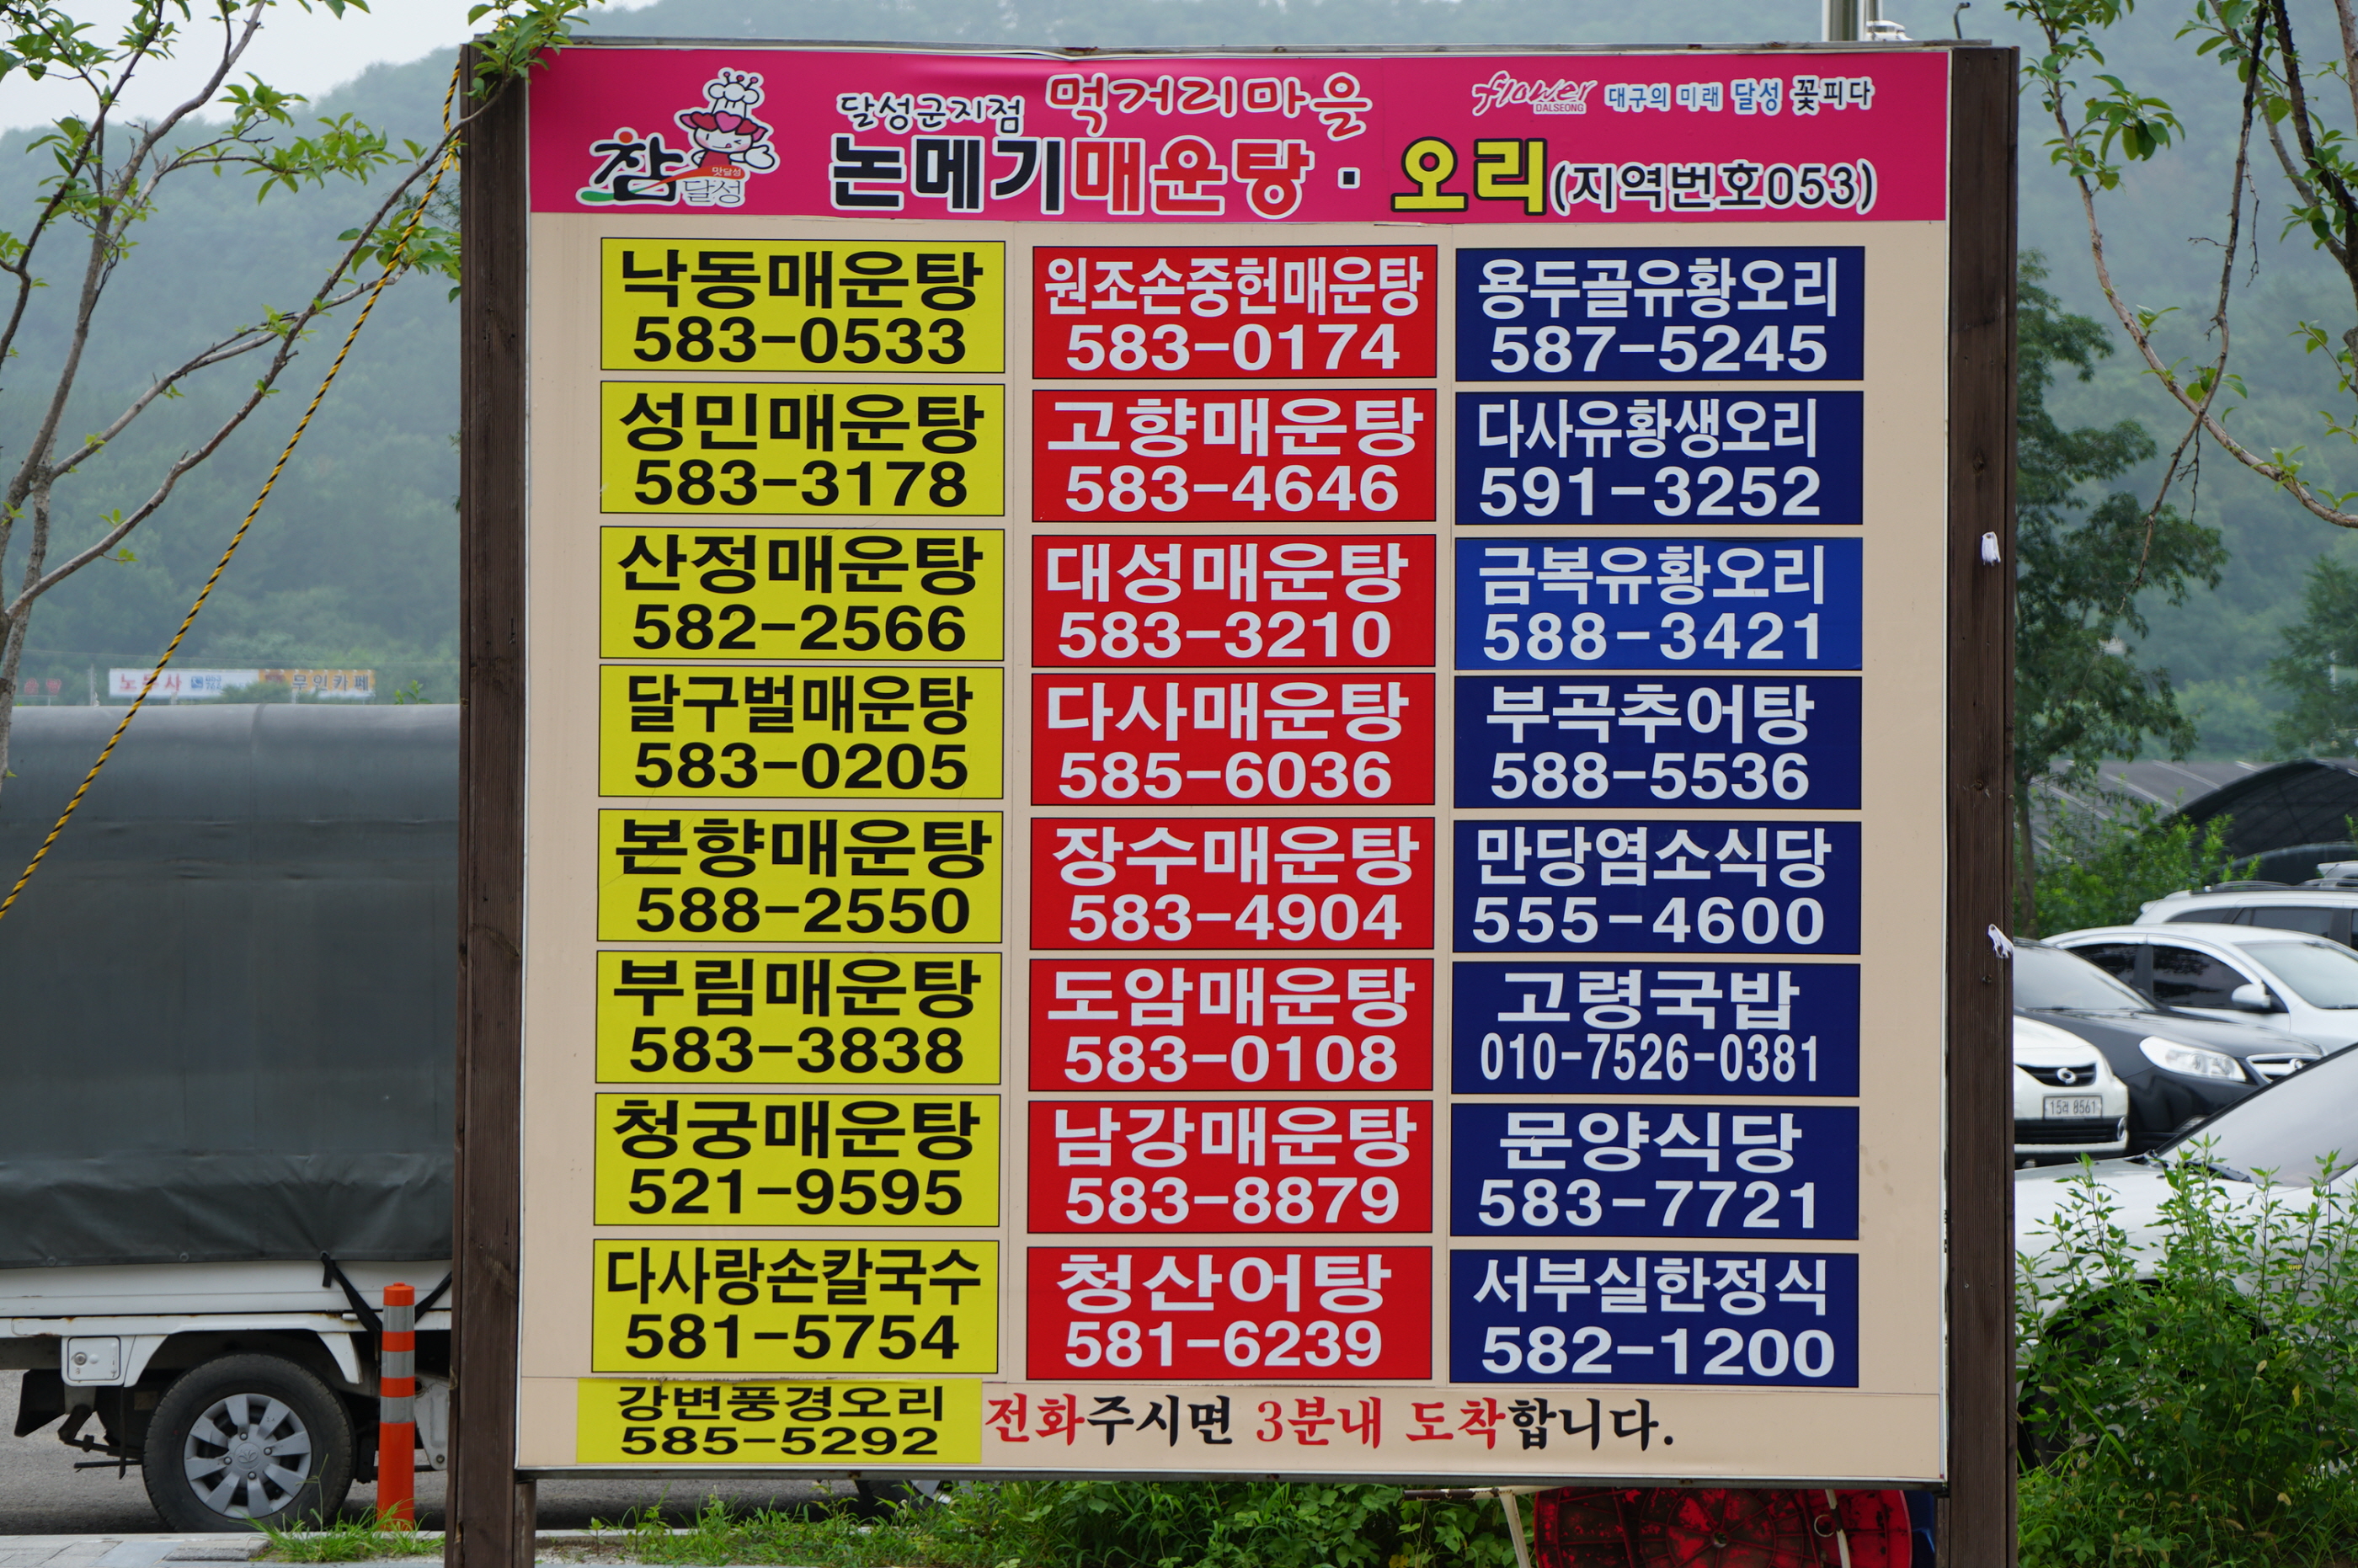 참
맛달성
달성
달성군지점 먹거리마을
flower
DALSEONG
대구의 미래 달성 꽃피다
논메기매운탕 · 오리(지역번호053)
낙동매운탕
583-0533
성민매운탕
583-3178
산정매운탕
582-2566
달구벌매운탕
583-0205
본향매운탕
588-2550
부림매운탕
583-3838
청궁매운탕
521-9595
다사랑손칼국수
581-5754
강변풍경오리
585-5292
원조손중헌매운탕
583-0174
고향매운탕
583-4646
대성매운탕
583-3210
다사매운탕
585-6036
장수매운탕
583-4904
도암매운탕
583-0108
남강매운탕
583-8879
청산어탕
581-6239
용두골유황오리
587-5245
다사유황생오리
591-3252
금복유황오리
588-3421
부곡추어탕
588-5536
만당염소식당
555-4600
고령국밥
010-7526-0381
문양식당
583-7721
서부실한정식
582-1200
전화주시면 3분내 도착합니다.
무인카페